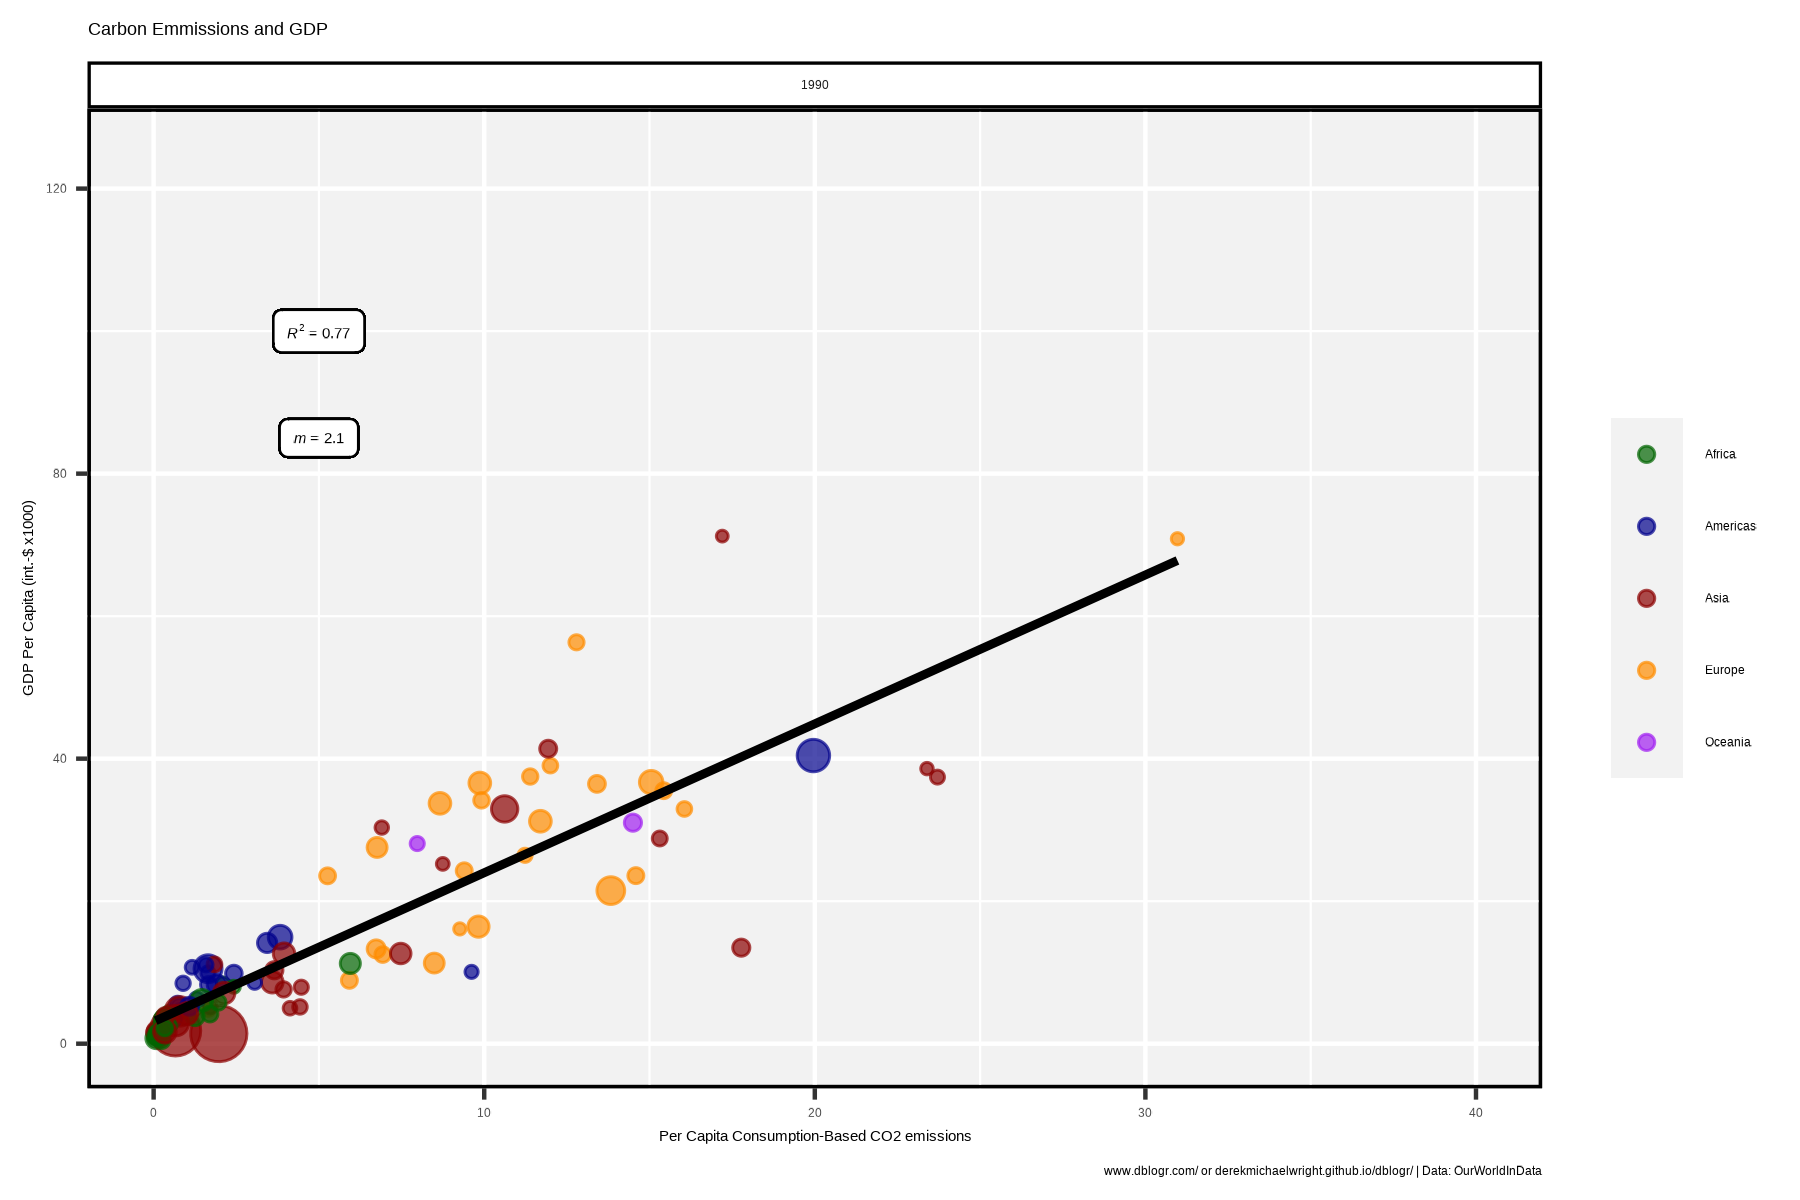 Carbon Emmissions and GDP
1990
120
80
40
0
GDP Per Capita (int.-$ x1000)
R² = 0.77
m = 2.1
0 10 20 30 40
Per Capita Consumption-Based CO2 emissions
Africa
Americas
Asia
Europe
Oceania
www.dblogr.com/ or derekmichaelwright.github.io/dblogr/ | Data: OurWorldInData